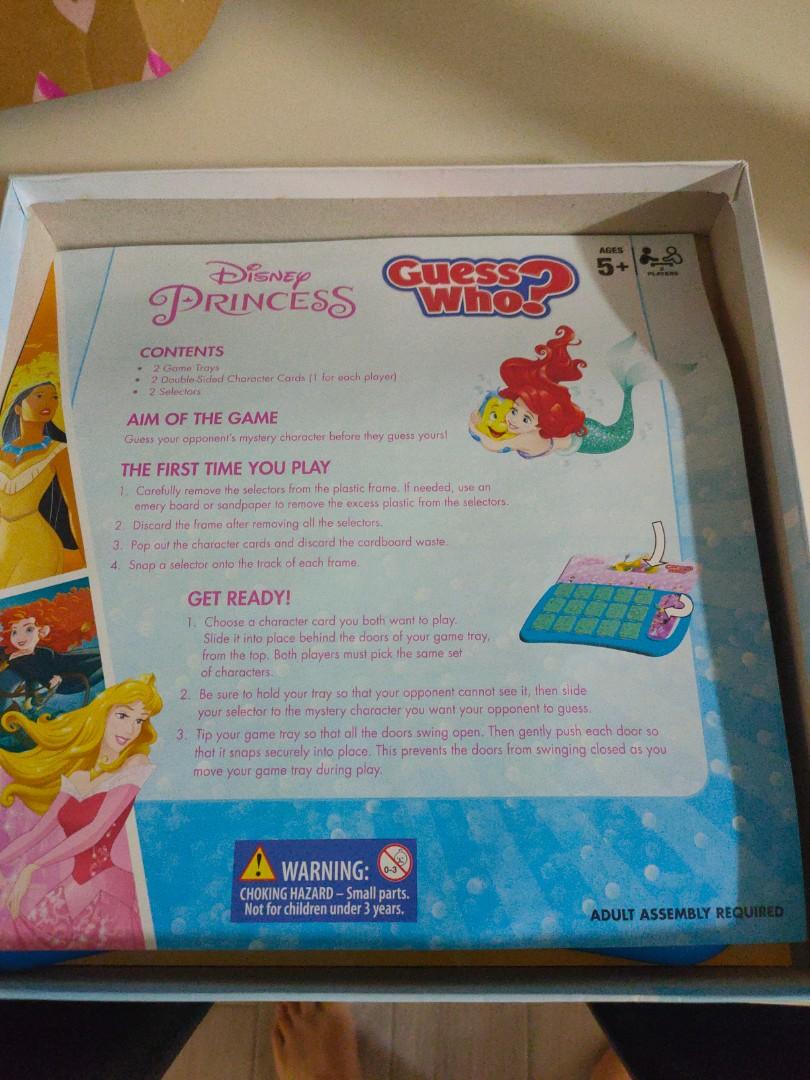 DISNEY
PRINCESS
GUESS
WHO?
AGES
5+
2
PLAYERS
CONTENTS
• 2 Game Trays
• 2 Double-Sided Character Cards (1 for each player)
• 2 Selectors
AIM OF THE GAME
Guess your opponent's mystery character before they guess yours!
THE FIRST TIME YOU PLAY
1. Carefully remove the selectors from the plastic frame. If needed, use an
emery board or sandpaper to remove the excess plastic from the selectors.
2. Discard the frame after removing all the selectors.
3. Pop out the character cards and discard the cardboard waste.
4. Snap a selector onto the track of each frame.
GET READY!
1. Choose a character card you both want to play.
Slide it into place behind the doors of your game tray,
from the top. Both players must pick the same set
of characters.
2. Be sure to hold your tray so that your opponent cannot see it, then slide
your selector to the mystery character you want your opponent to guess.
3. Tip your game tray so that all the doors swing open. Then gently push each door so
that it snaps securely into place. This prevents the doors from swinging closed as you
move your game tray during play.
WARNING:
0-3
CHOKING HAZARD – Small parts.
Not for children under 3 years.
ADULT ASSEMBLY REQUIRED